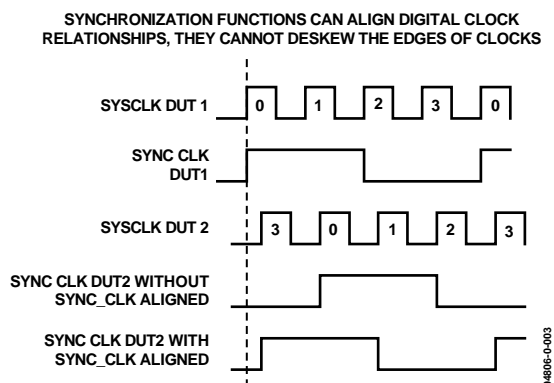 SYNCHRONIZATION FUNCTIONS CAN ALIGN DIGITAL CLOCK
RELATIONSHIPS, THEY CANNOT DESKEW THE EDGES OF CLOCKS
SYSCLK DUT 1
0 1 2 3 0
SYNC CLK
DUT1
SYSCLK DUT 2
3 0 1 2 3
SYNC CLK DUT2 WITHOUT
SYNC_CLK ALIGNED
SYNC CLK DUT2 WITH
SYNC_CLK ALIGNED
04806-0-003